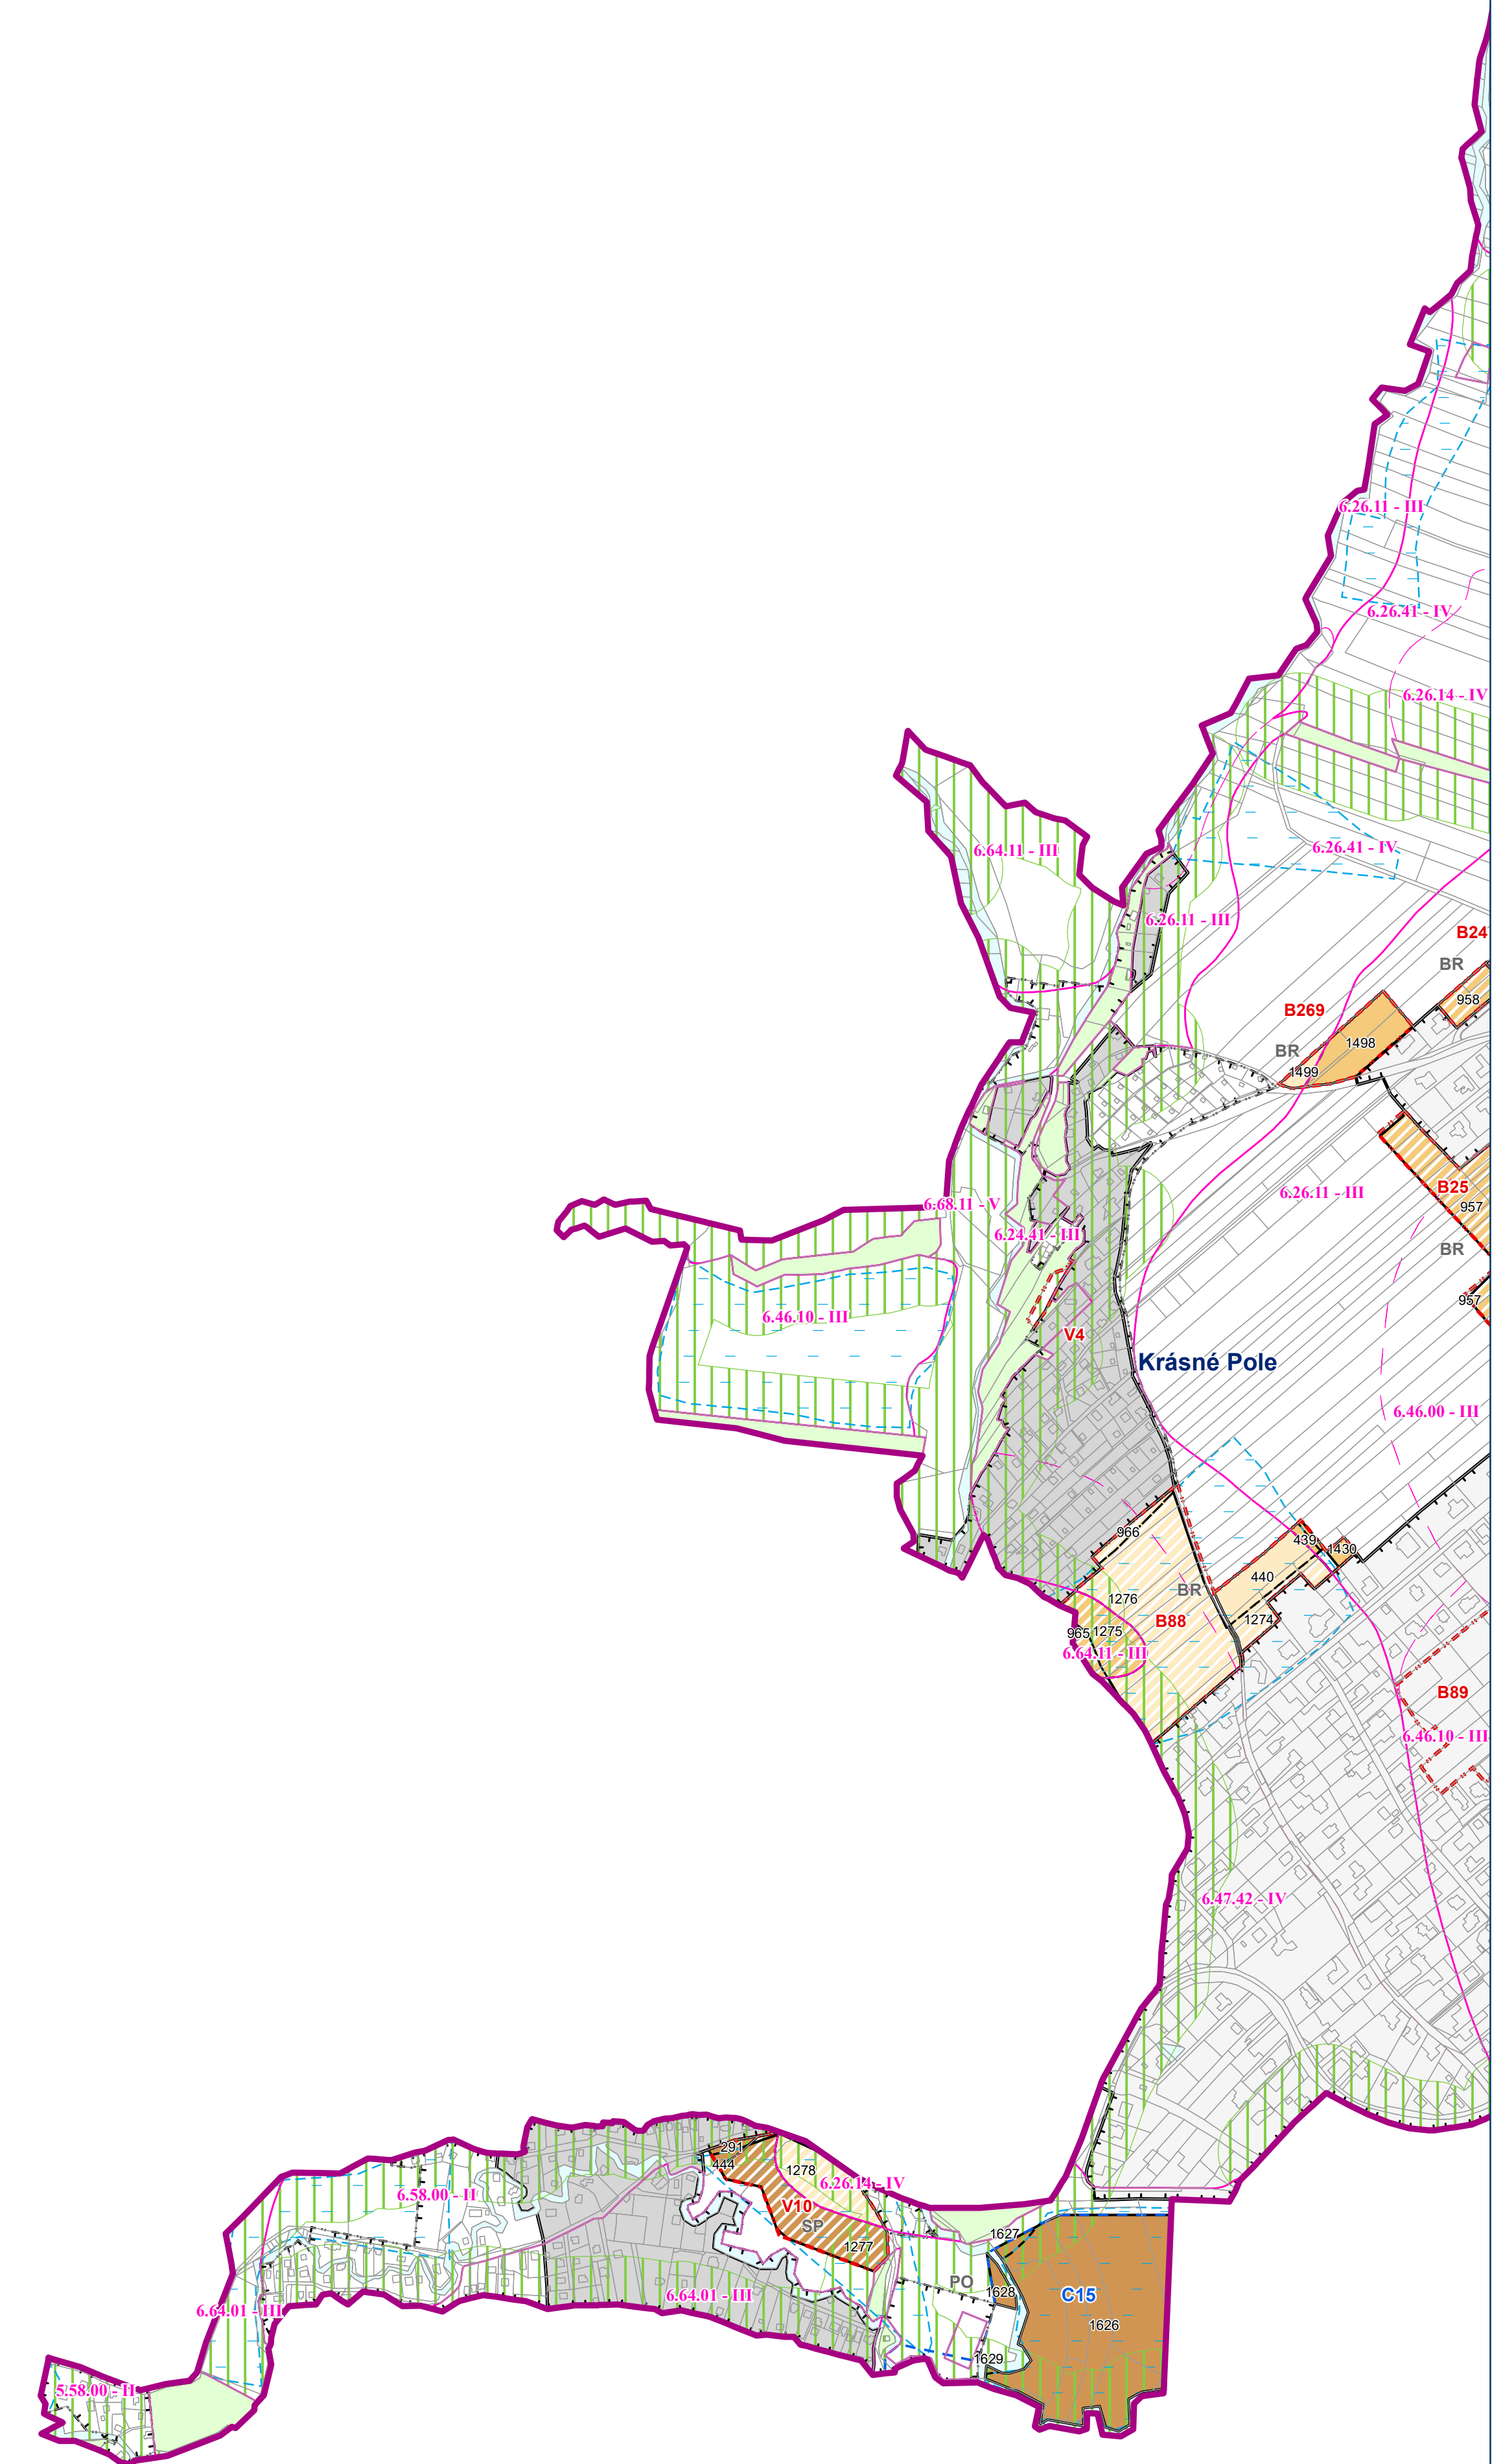 6.26.11 - III
6.26.41 - IV
6.26.14 - IV
6.26.41 - IV
6.64.11 - III
6.26.11 - III
B24
BR
958
B269
1498
BR
1499
6.26.11 - III
B25
957
6.68.11 - V
6.24.41 - III
BR
957
6.46.10 - III
V4
Krásné Pole
6.46.00 - III
966
439
1430
440
BR
1276
1274
B88
965
1275
6.64.11 - III
B89
6.46.10 - III
6.47.42 - IV
291
444
1278
6.26.14 - IV
6.58.00 - II
V10
SP
1627
1277
PO
1628
C15
6.64.01 - III
6.64.01 - III
1626
1629
5.58.00 - II